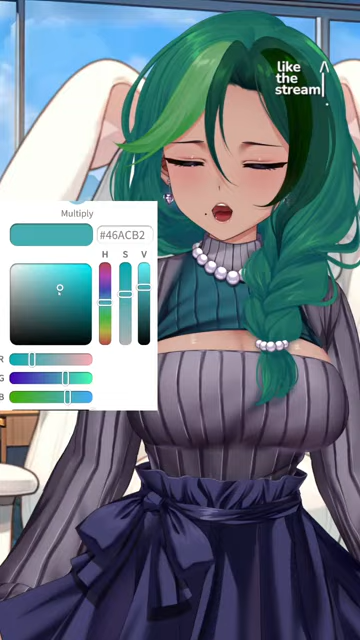 like
the
stream
Multiply
#46ACB2
H S V
R
G
B